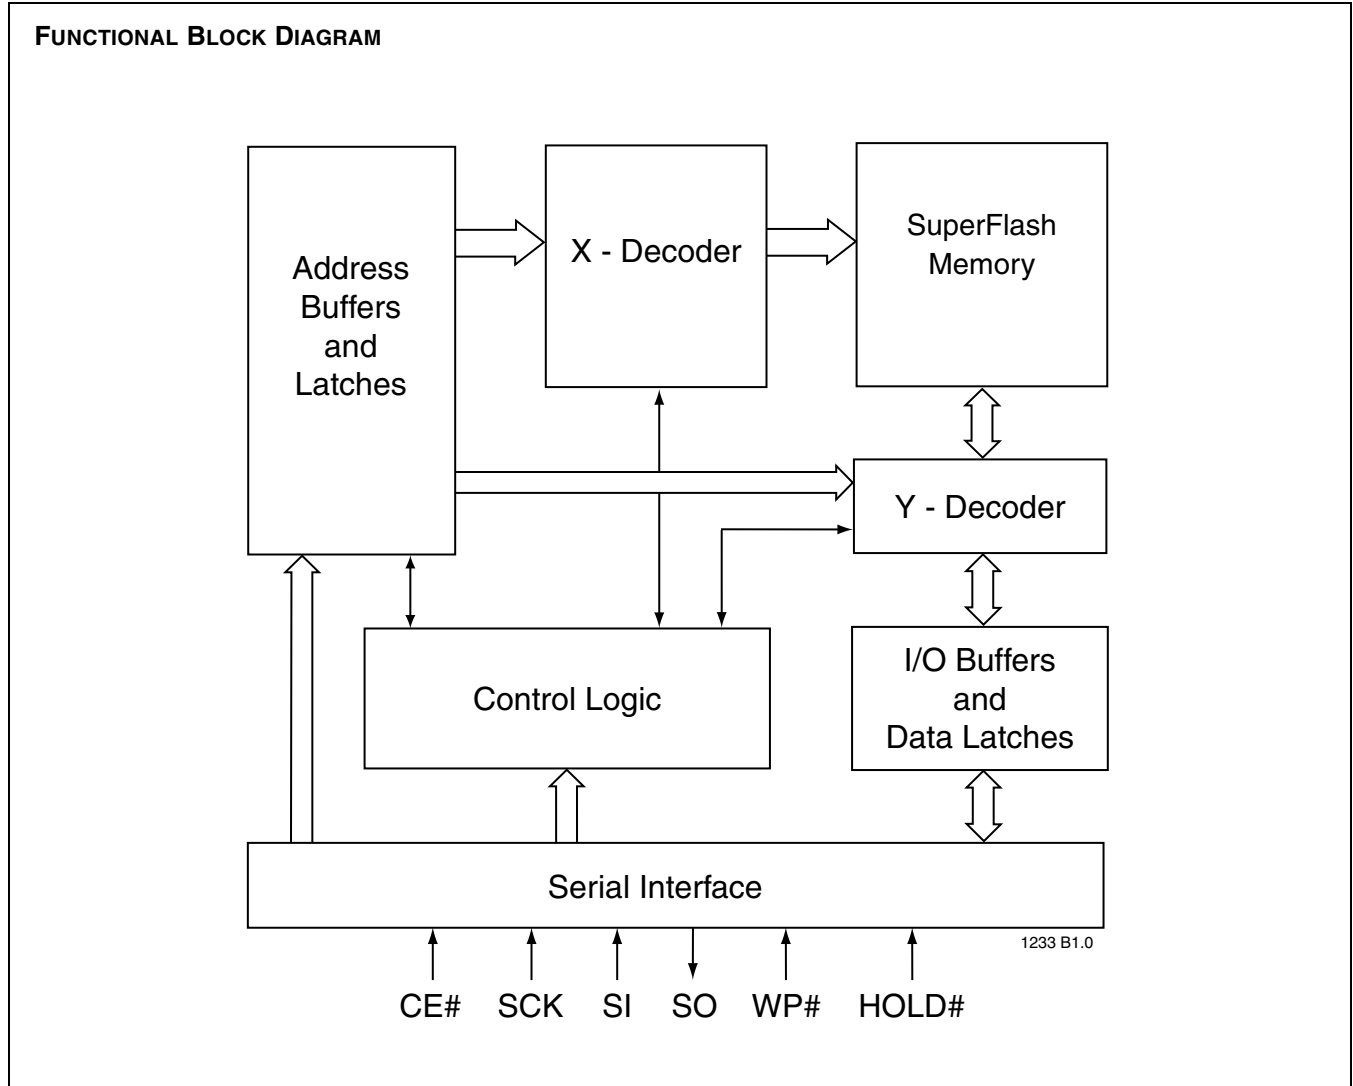 FUNCTIONAL BLOCK DIAGRAM
Address
Buffers
and
Latches
X - Decoder
SuperFlash
Memory
Y - Decoder
Control Logic
I/O Buffers
and
Data Latches
Serial Interface
1233 B1.0
CE# SCK SI SO WP# HOLD#